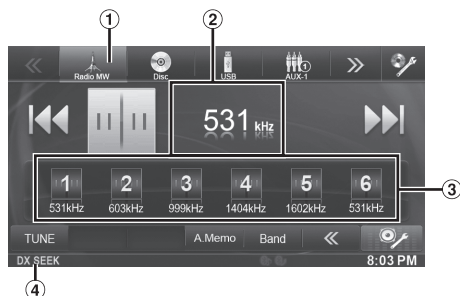 ① ②
Radio MW Disc USB AUX-1 ①
531 kHz
1 2 3 4 5 6
531kHz 603kHz 999kHz 1404kHz 1602kHz 531kHz
③
TUNE A.Memo Band
DX SEEK 8:03 PM
④